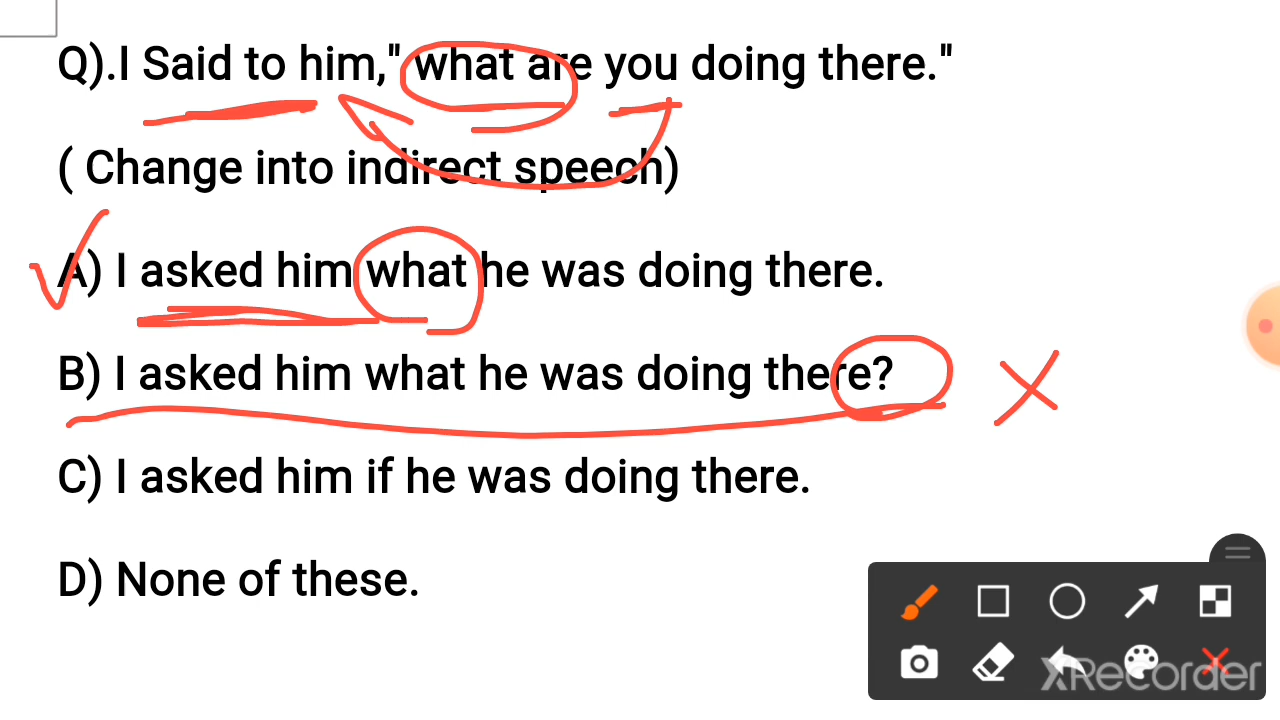 Q).I Said to him," what are you doing there."
( Change into indirect speech)
A) I asked him what he was doing there.
B) I asked him what he was doing there?
C) I asked him if he was doing there.
D) None of these.
XRecorder